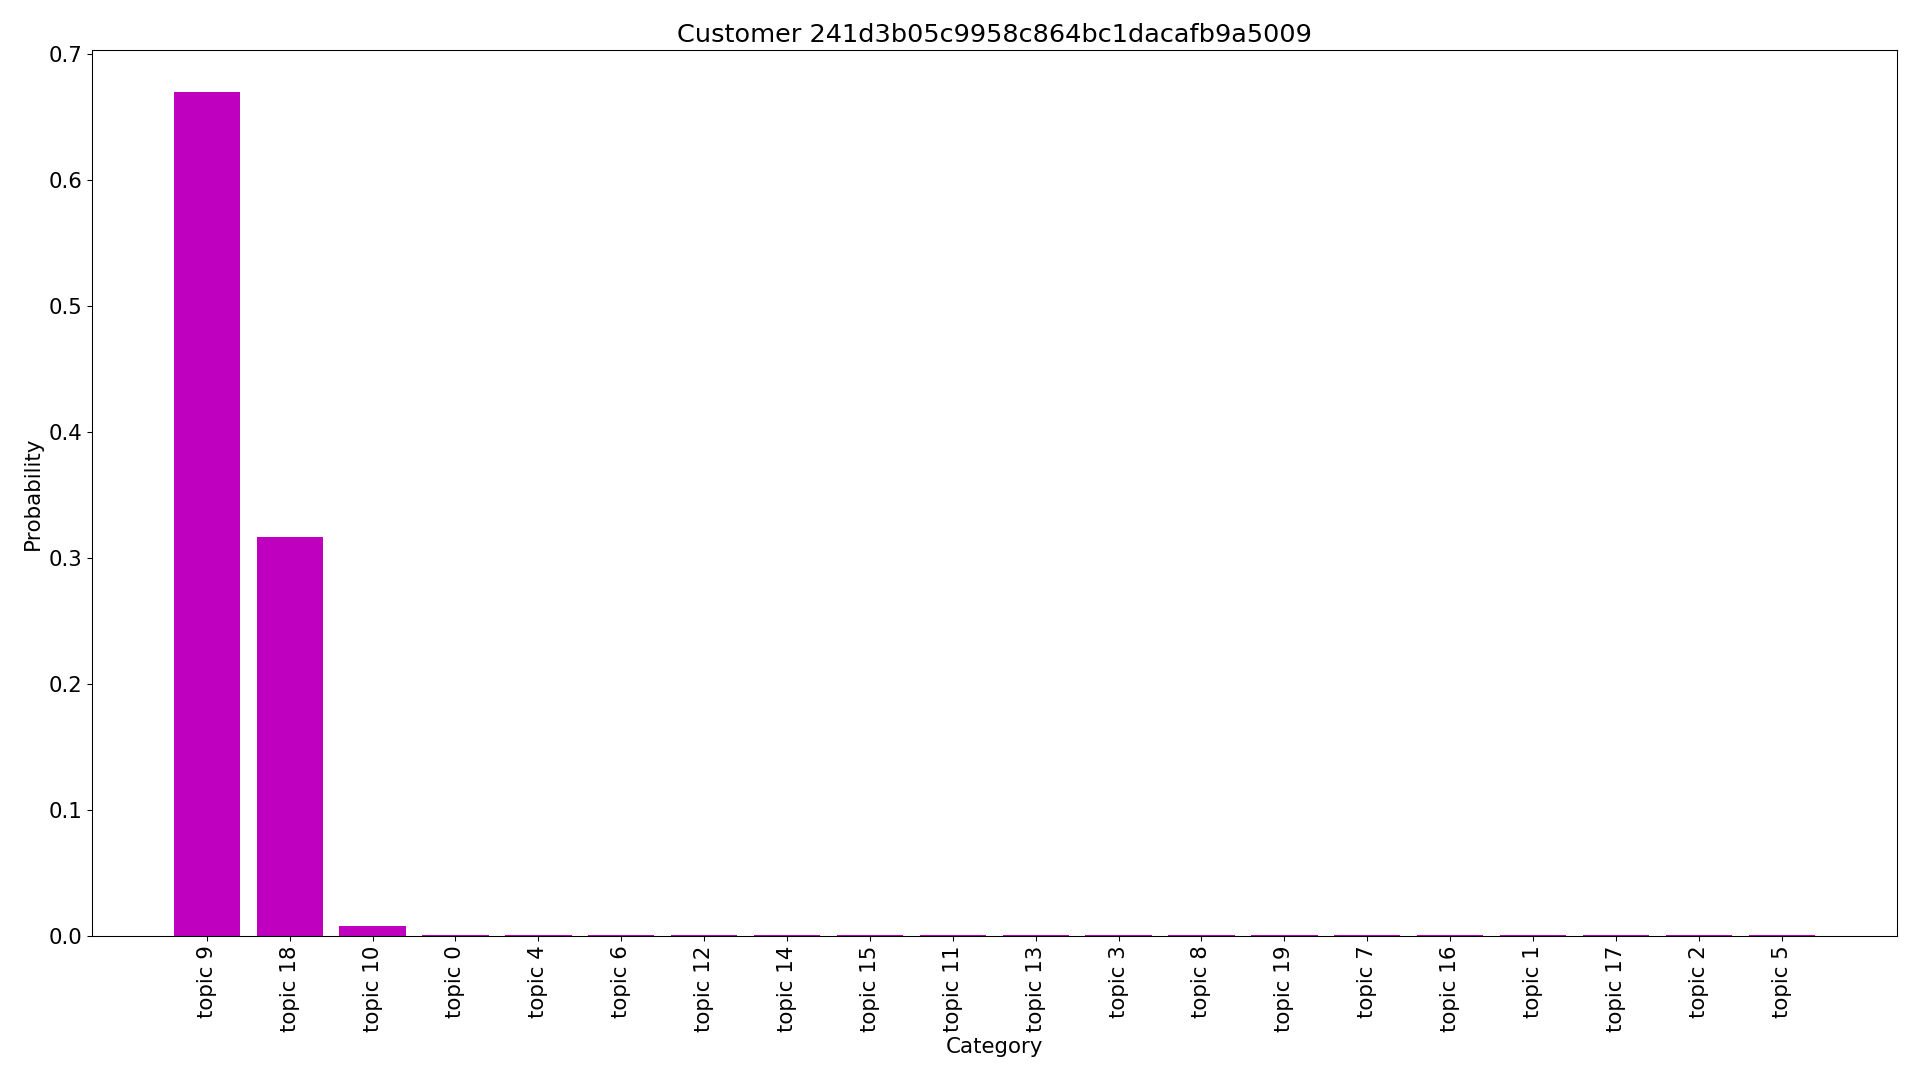 Customer 241d3b05c9958c864bc1dacafb9a5009
Probability
0.7
0.6
0.5
0.4
0.3
0.2
0.1
0.0
topic 9
topic 18
topic 10
topic 0
topic 4
topic 6
topic 12
topic 14
topic 15
topic 11
topic 13
topic 3
topic 8
topic 19
topic 7
topic 16
topic 1
topic 17
topic 2
topic 5
Category